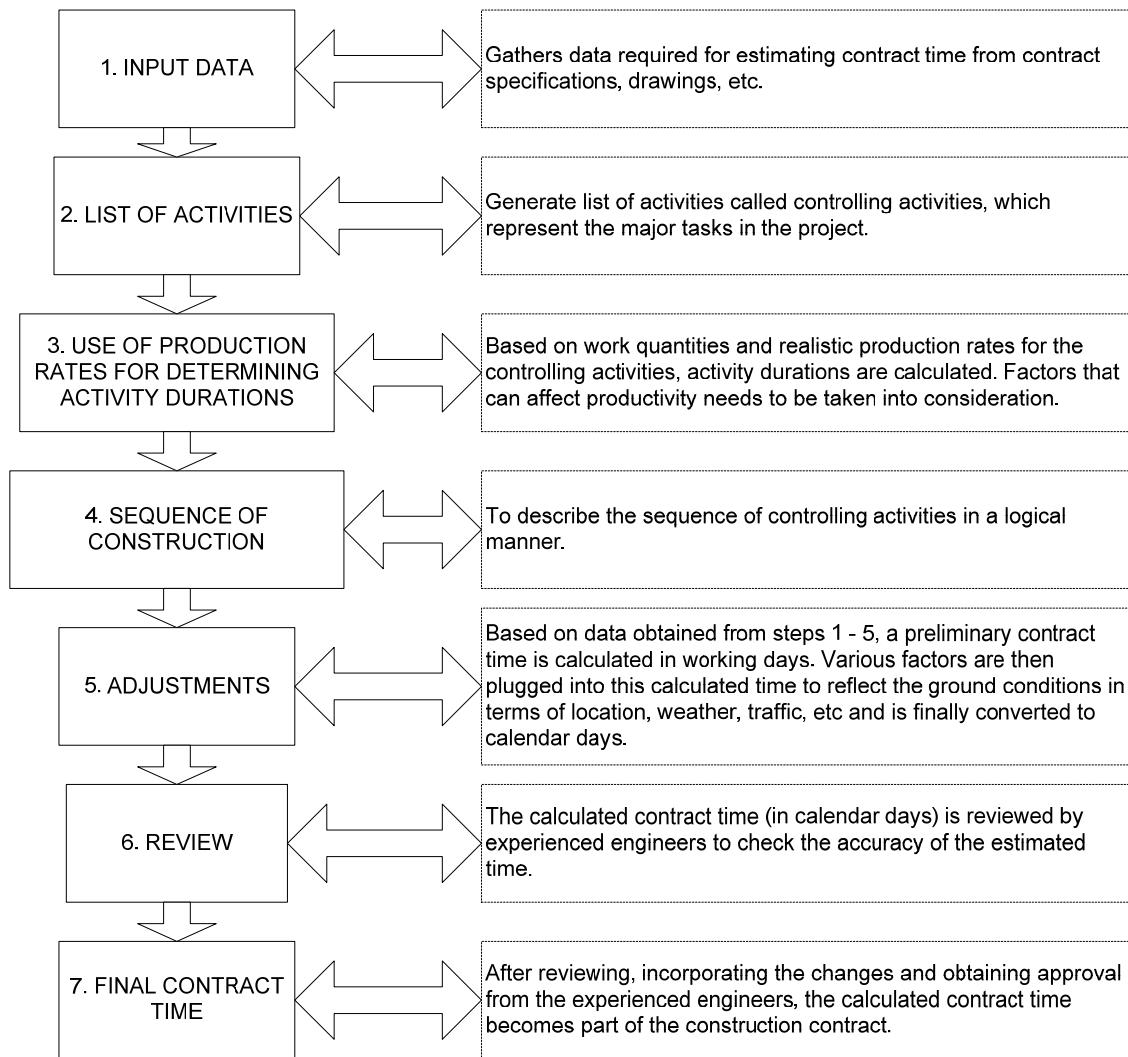 1. INPUT DATA
Gathers data required for estimating contract time from contract
specifications, drawings, etc.
2. LIST OF ACTIVITIES
Generate list of activities called controlling activities, which
represent the major tasks in the project.
3. USE OF PRODUCTION
RATES FOR DETERMINING
ACTIVITY DURATIONS
Based on work quantities and realistic production rates for the
controlling activities, activity durations are calculated. Factors that
can affect productivity needs to be taken into consideration.
4. SEQUENCE OF
CONSTRUCTION
To describe the sequence of controlling activities in a logical
manner.
5. ADJUSTMENTS
Based on data obtained from steps 1 - 5, a preliminary contract
time is calculated in working days. Various factors are then
plugged into this calculated time to reflect the ground conditions in
terms of location, weather, traffic, etc and is finally converted to
calendar days.
6. REVIEW
The calculated contract time (in calendar days) is reviewed by
experienced engineers to check the accuracy of the estimated
time.
7. FINAL CONTRACT
TIME
After reviewing, incorporating the changes and obtaining approval
from the experienced engineers, the calculated contract time
becomes part of the construction contract.